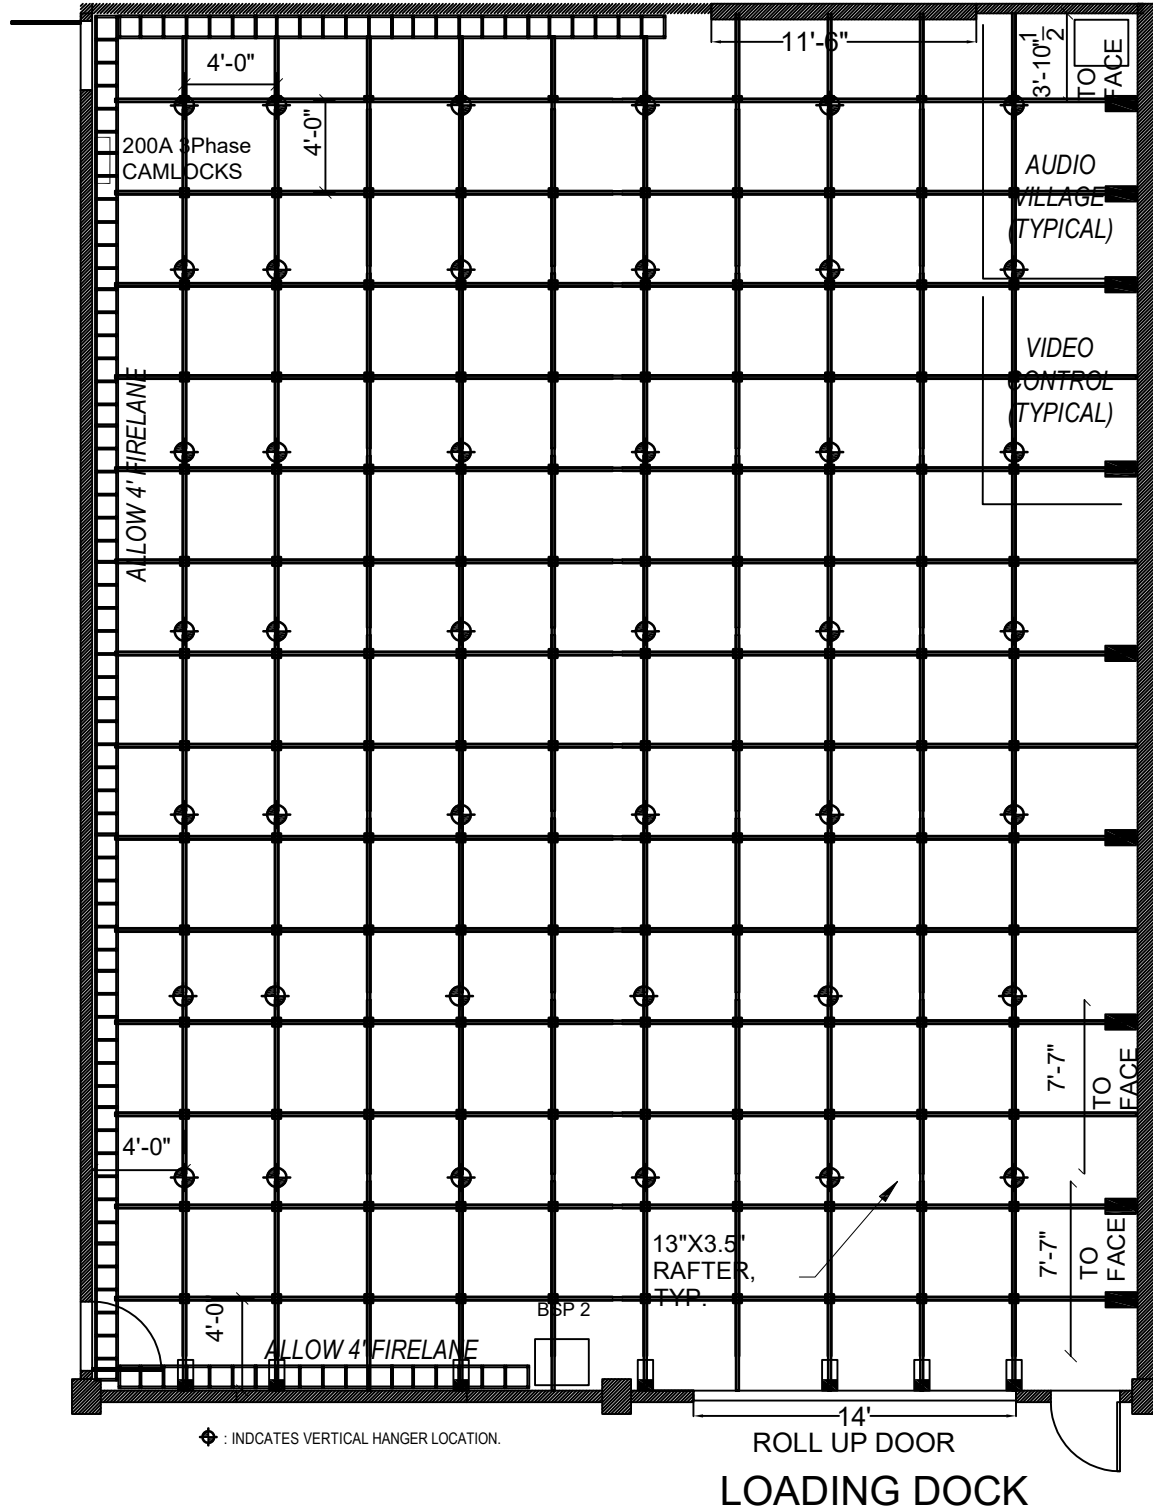 11'-6"
3'-10"1/2
TO
FACE
4'-0"
4'-0"
200A 3Phase
CAMLOCKS
AUDIO
VILLAGE
(TYPICAL)
VIDEO
CONTROL
(TYPICAL)
ALLOW 4' FIRELANE
7'-7"
TO
FACE
4'-0"
13"X3.5"
RAFTER,
TYP.
7'-7"
TO
FACE
4'-0
BSP 2
ALLOW 4' FIRELANE
14'
: INDCATES VERTICAL HANGER LOCATION.
ROLL UP DOOR
LOADING DOCK